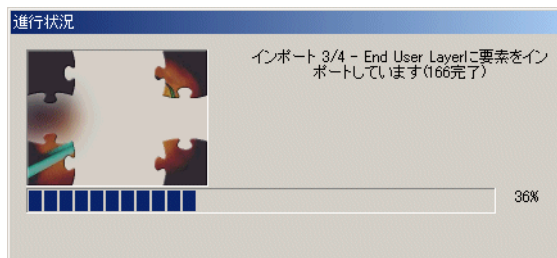 進行状況
インポート 3/4 - End User Layerに要素をイン
ポートしています(166完了)
36%